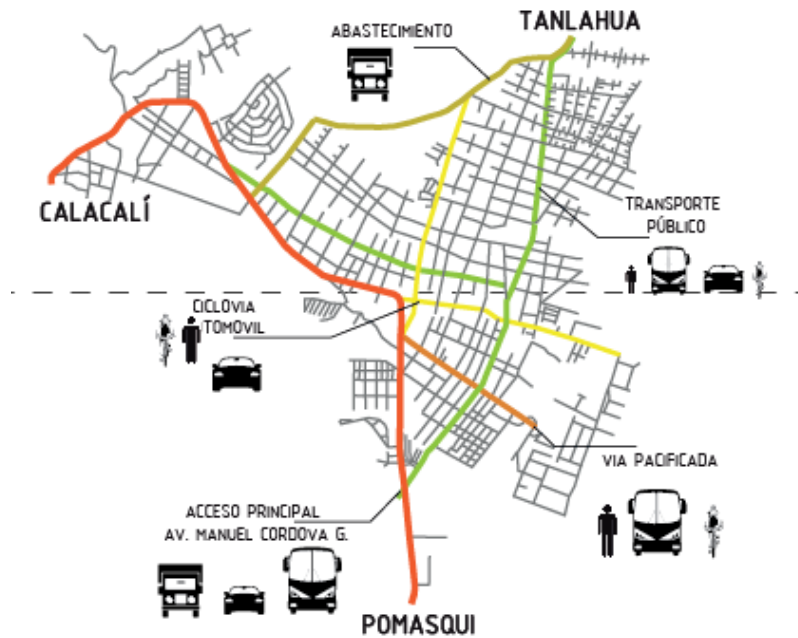 TANLAHUA
ABASTECIMIENTO
CALACALÍ
TRANSPORTE
PÚBLICO
CICLOVIA
TOMOVIL
VIA PACIFICADA
ACCESO PRINCIPAL
AV. MANUEL CORDOVA G.
POMASQUI